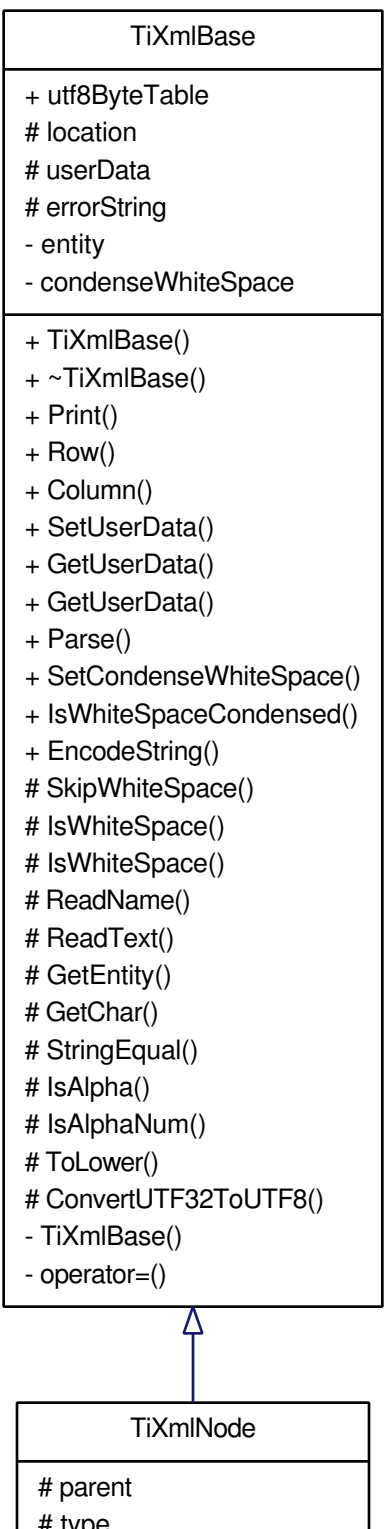 TiXmlBase
+ utf8ByteTable
# location
# userData
# errorString
- entity
- condenseWhiteSpace
+ TiXmlBase()
+ ~TiXmlBase()
+ Print()
+ Row()
+ Column()
+ SetUserData()
+ GetUserData()
+ GetUserData()
+ Parse()
+ SetCondenseWhiteSpace()
+ IsWhiteSpaceCondensed()
+ EncodeString()
# SkipWhiteSpace()
# IsWhiteSpace()
# IsWhiteSpace()
# ReadName()
# ReadText()
# GetEntity()
# GetChar()
# StringEqual()
# IsAlpha()
# IsAlphaNum()
# ToLower()
# ConvertUTF32ToUTF8()
- TiXmlBase()
- operator=()
TiXmlNode
# parent
# type